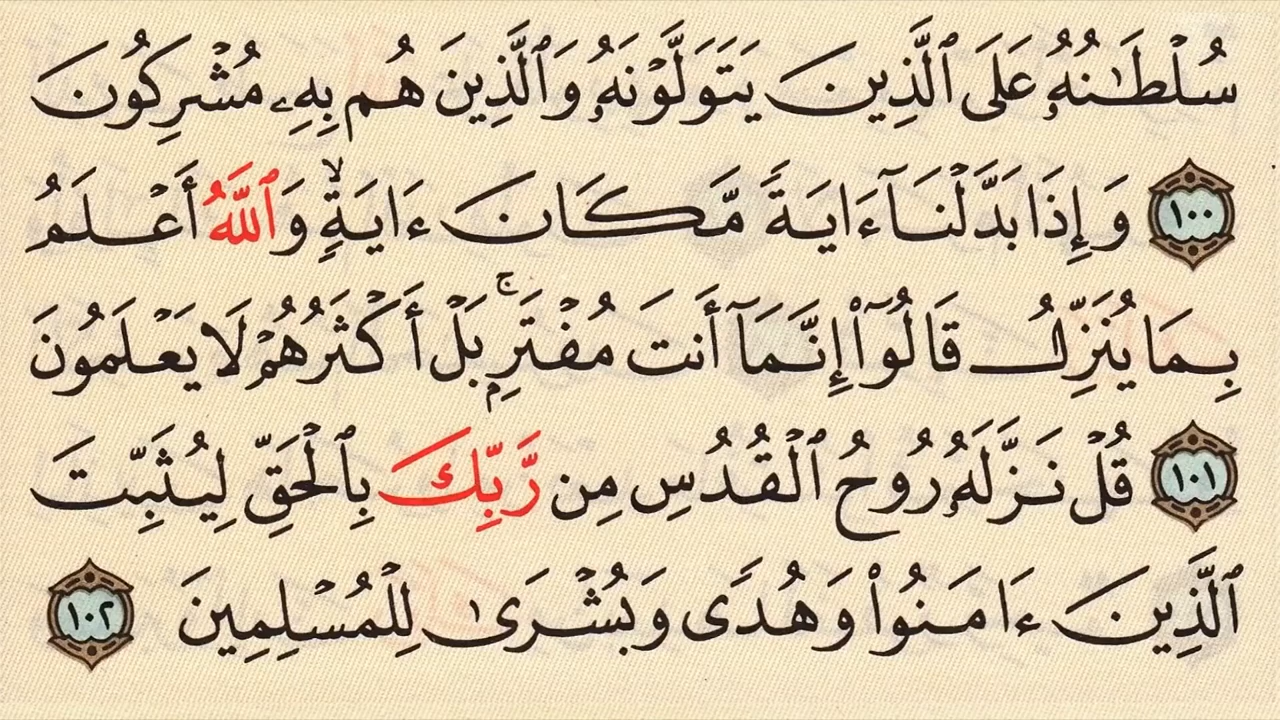 سُلْطَـٰنُهُۥ عَلَى ٱلَّذِينَ يَتَوَلَّوْنَهُۥ وَٱلَّذِينَ هُم بِهِۦ مُشْرِكُونَ
١٠٠ وَإِذَا بَدَّلْنَآ ءَايَةً مَّكَانَ ءَايَةٍ ۙ وَٱللَّهُ أَعْلَمُ
بِمَا يُنَزِّلُ قَالُوٓا۟ إِنَّمَآ أَنتَ مُفْتَرٍۭ ۚ بَلْ أَكْثَرُهُمْ لَا يَعْلَمُونَ
١٠١ قُلْ نَزَّلَهُۥ رُوحُ ٱلْقُدُسِ مِن رَّبِّكَ بِٱلْحَقِّ لِيُثَبِّتَ
ٱلَّذِينَ ءَامَنُوا۟ وَهُدًى وَبُشْرَىٰ لِلْمُسْلِمِينَ ١٠٢